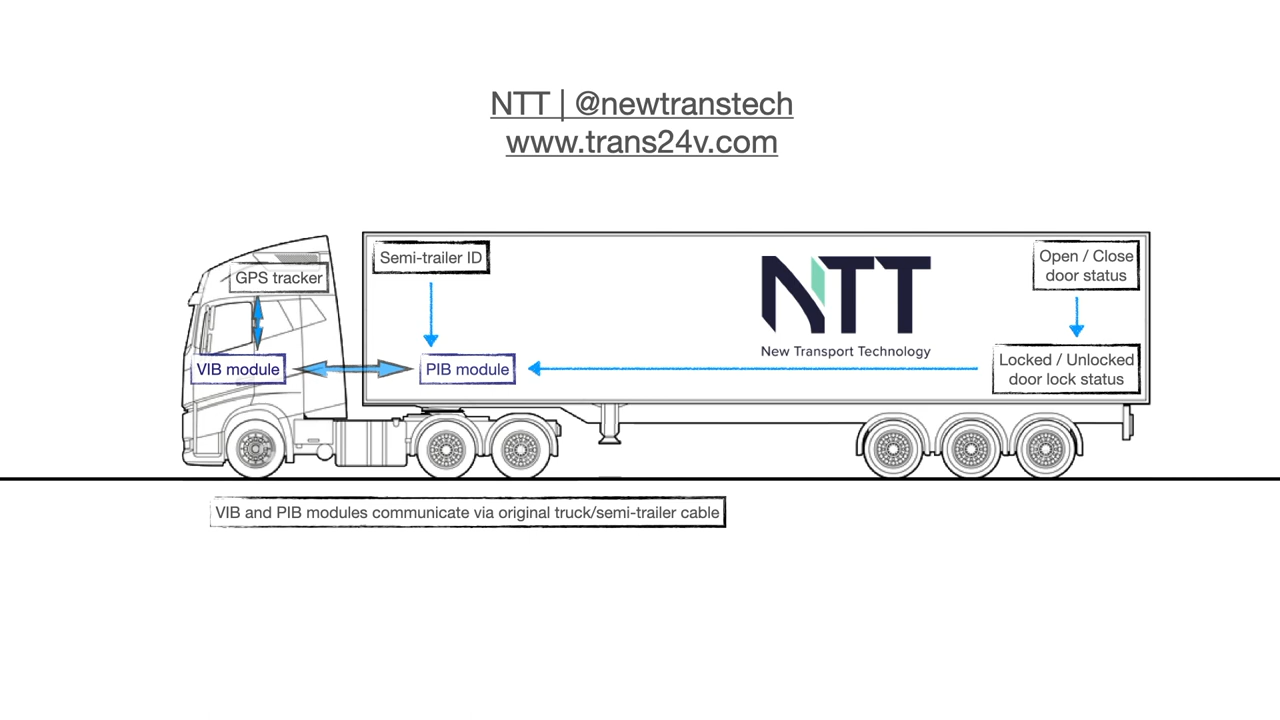 NTT | @newtranstech
www.trans24v.com
GPS tracker
Semi-trailer ID
NTT
New Transport Technology
Open / Close
door status
VIB module
PIB module
Locked / Unlocked
door lock status
VIB and PIB modules communicate via original truck/semi-trailer cable